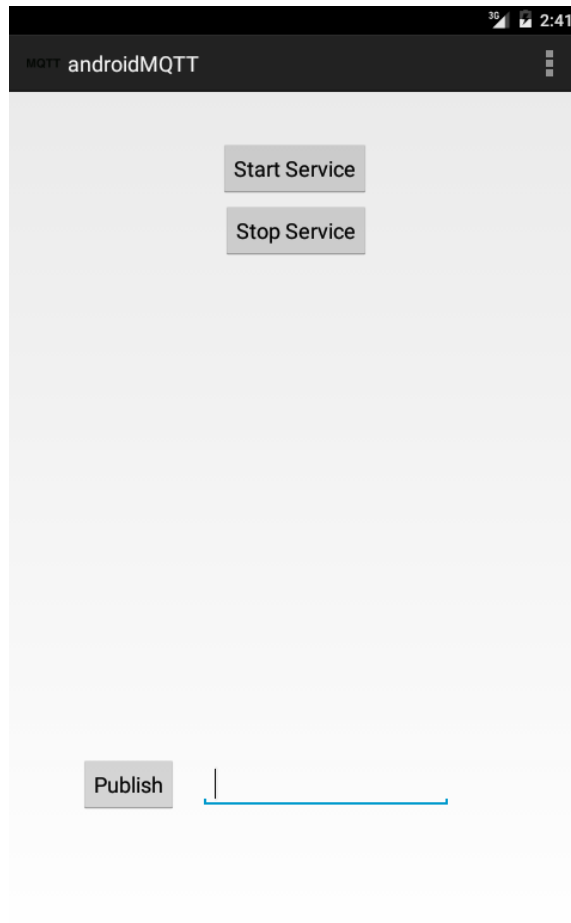 3G 2:41
MQTT androidMQTT
Start Service
Stop Service
Publish